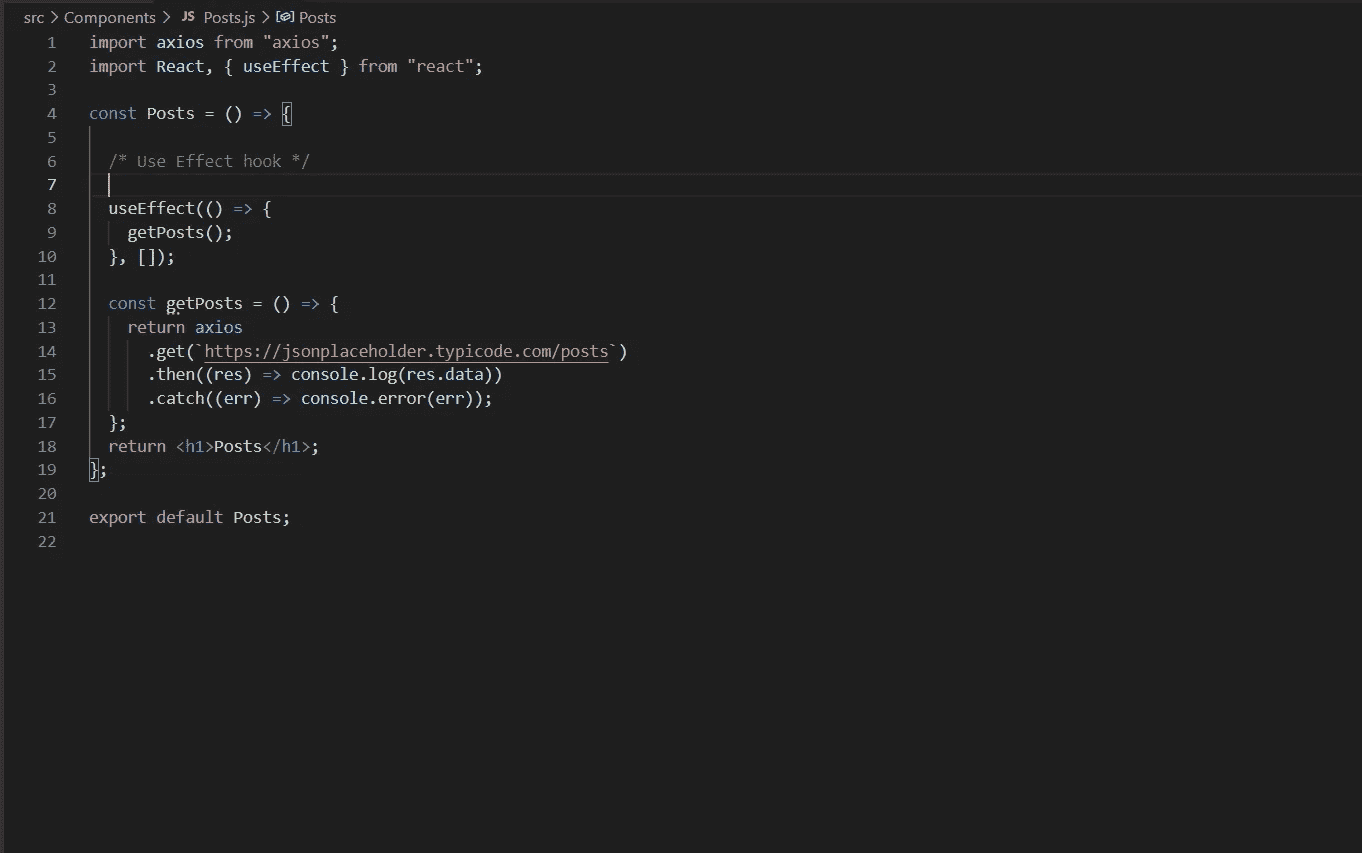 src > Components > JS Posts.js > Posts
1 import axios from "axios";
2 import React, { useEffect } from "react";
3
4 const Posts = () => {
5
6   /* Use Effect hook */
7
8   useEffect(() => {
9     getPosts();
10   }, []);
11
12   const getPosts = () => {
13     return axios
14       .get(`https://jsonplaceholder.typicode.com/posts`)
15       .then((res) => console.log(res.data))
16       .catch((err) => console.error(err));
17   };
18   return <h1>Posts</h1>;
19 };
20
21 export default Posts;
22